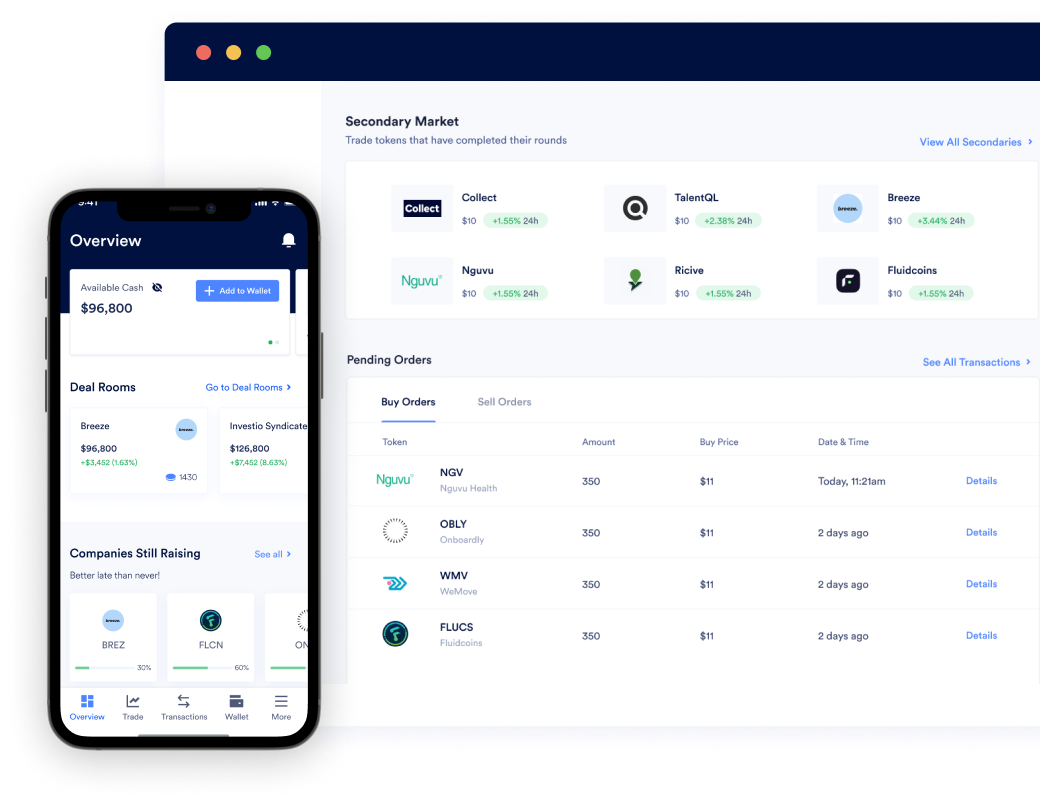 Secondary Market
Trade tokens that have completed their rounds
View All Secondaries
Collect
Collect
$10 +1.55% 24h
TalentQL
$10 +2.38% 24h
breeze.
Breeze
$10 +3.44% 24h
Nguvu
Nguvu
$10 +1.55% 24h
Ricive
$10 +1.55% 24h
Fluidcoins
$10 +1.55% 24h
Pending Orders
See All Transactions
Buy Orders Sell Orders
Token Amount Buy Price Date & Time
Nguvu
NGV
Nguvu Health
350 $11 Today, 11:21am Details
OBLY
Onboardly
350 $11 2 days ago Details
WMV
WeMove
350 $11 2 days ago Details
FLUCS
Fluidcoins
350 $11 2 days ago Details
9:41
Overview
Available Cash
$96,800
Add to Wallet
Deal Rooms
Go to Deal Rooms
Breeze
breeze.
$96,800
+$3,452 (1.63%)
1430
Investio Syndicate
$126,800
+$7,452 (8.63%)
Companies Still Raising
See all
Better late than never!
breeze.
BREZ
30%
FLCN
60%
ON
Overview
Trade
Transactions
Wallet
More